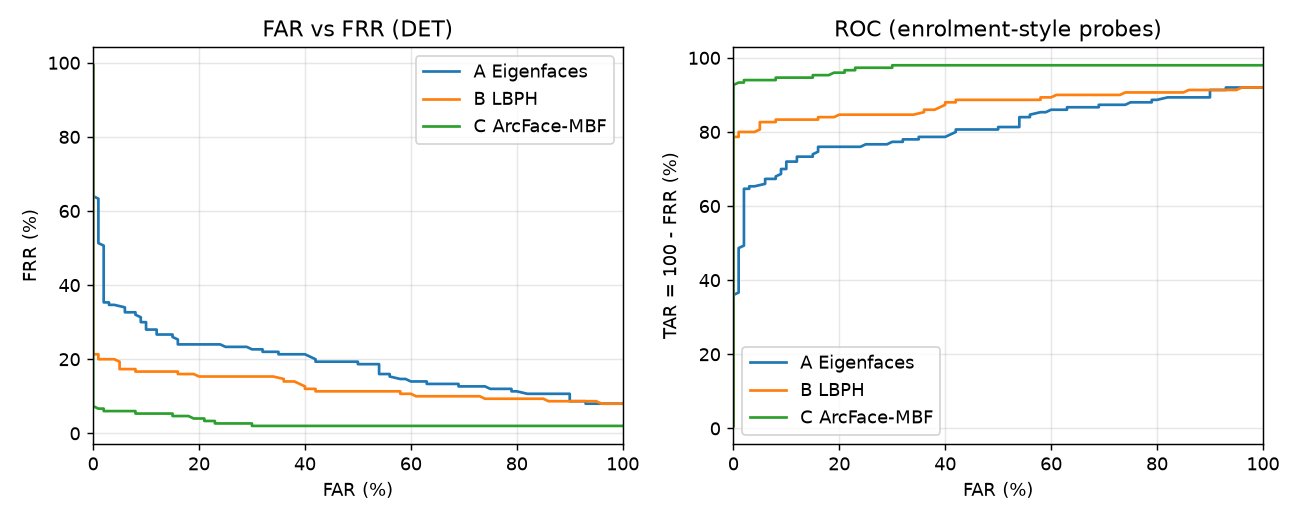 FAR vs FRR (DET)
100
80
60
40
20
0
FRR (%)
A Eigenfaces
B LBPH
C ArcFace-MBF
0 20 40 60 80 100
FAR (%)
ROC (enrolment-style probes)
100
80
60
40
20
0
TAR = 100 - FRR (%)
A Eigenfaces
B LBPH
C ArcFace-MBF
0 20 40 60 80 100
FAR (%)